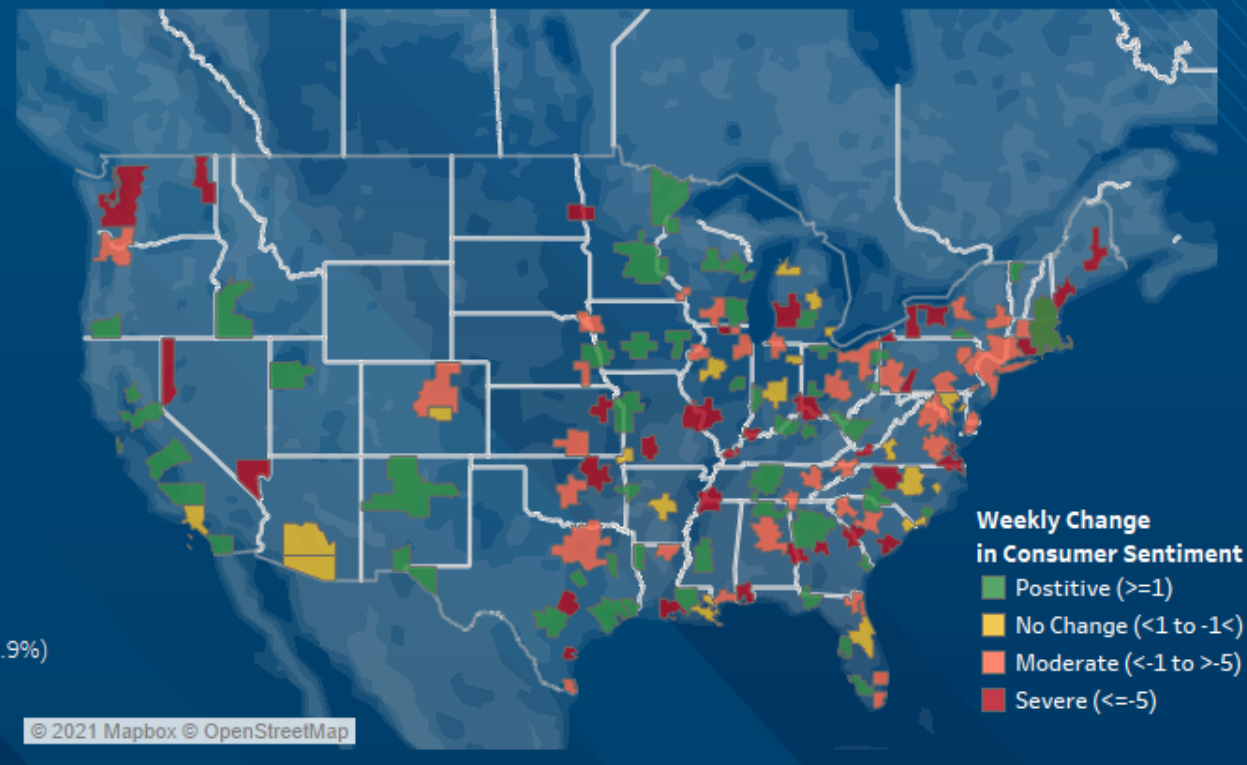 Weekly Change
in Consumer Sentiment
Postitive (>=1)
No Change (<1 to -1<)
Moderate (<-1 to >-5)
Severe (<=-5)
.9%)
© 2021 Mapbox © OpenStreetMap